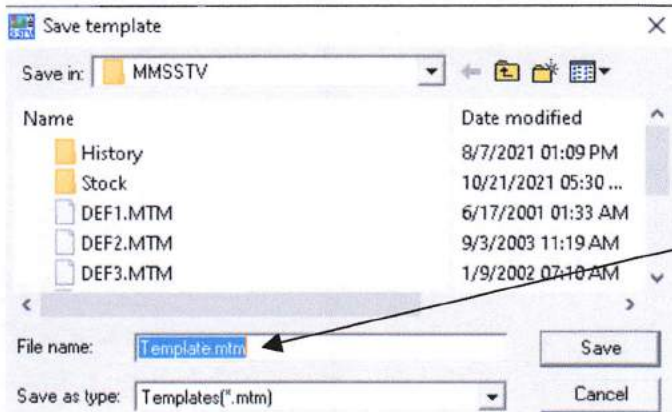 Save template
Save in: MMSSTV
Name Date modified
History 8/7/2021 01:09 PM
Stock 10/21/2021 05:30 ...
DEF1.MTM 6/17/2001 01:33 AM
DEF2.MTM 9/3/2003 11:19 AM
DEF3.MTM 1/9/2002 07:10 AM
File name: Template.mtm Save
Save as type: Templates(*.mtm) Cancel